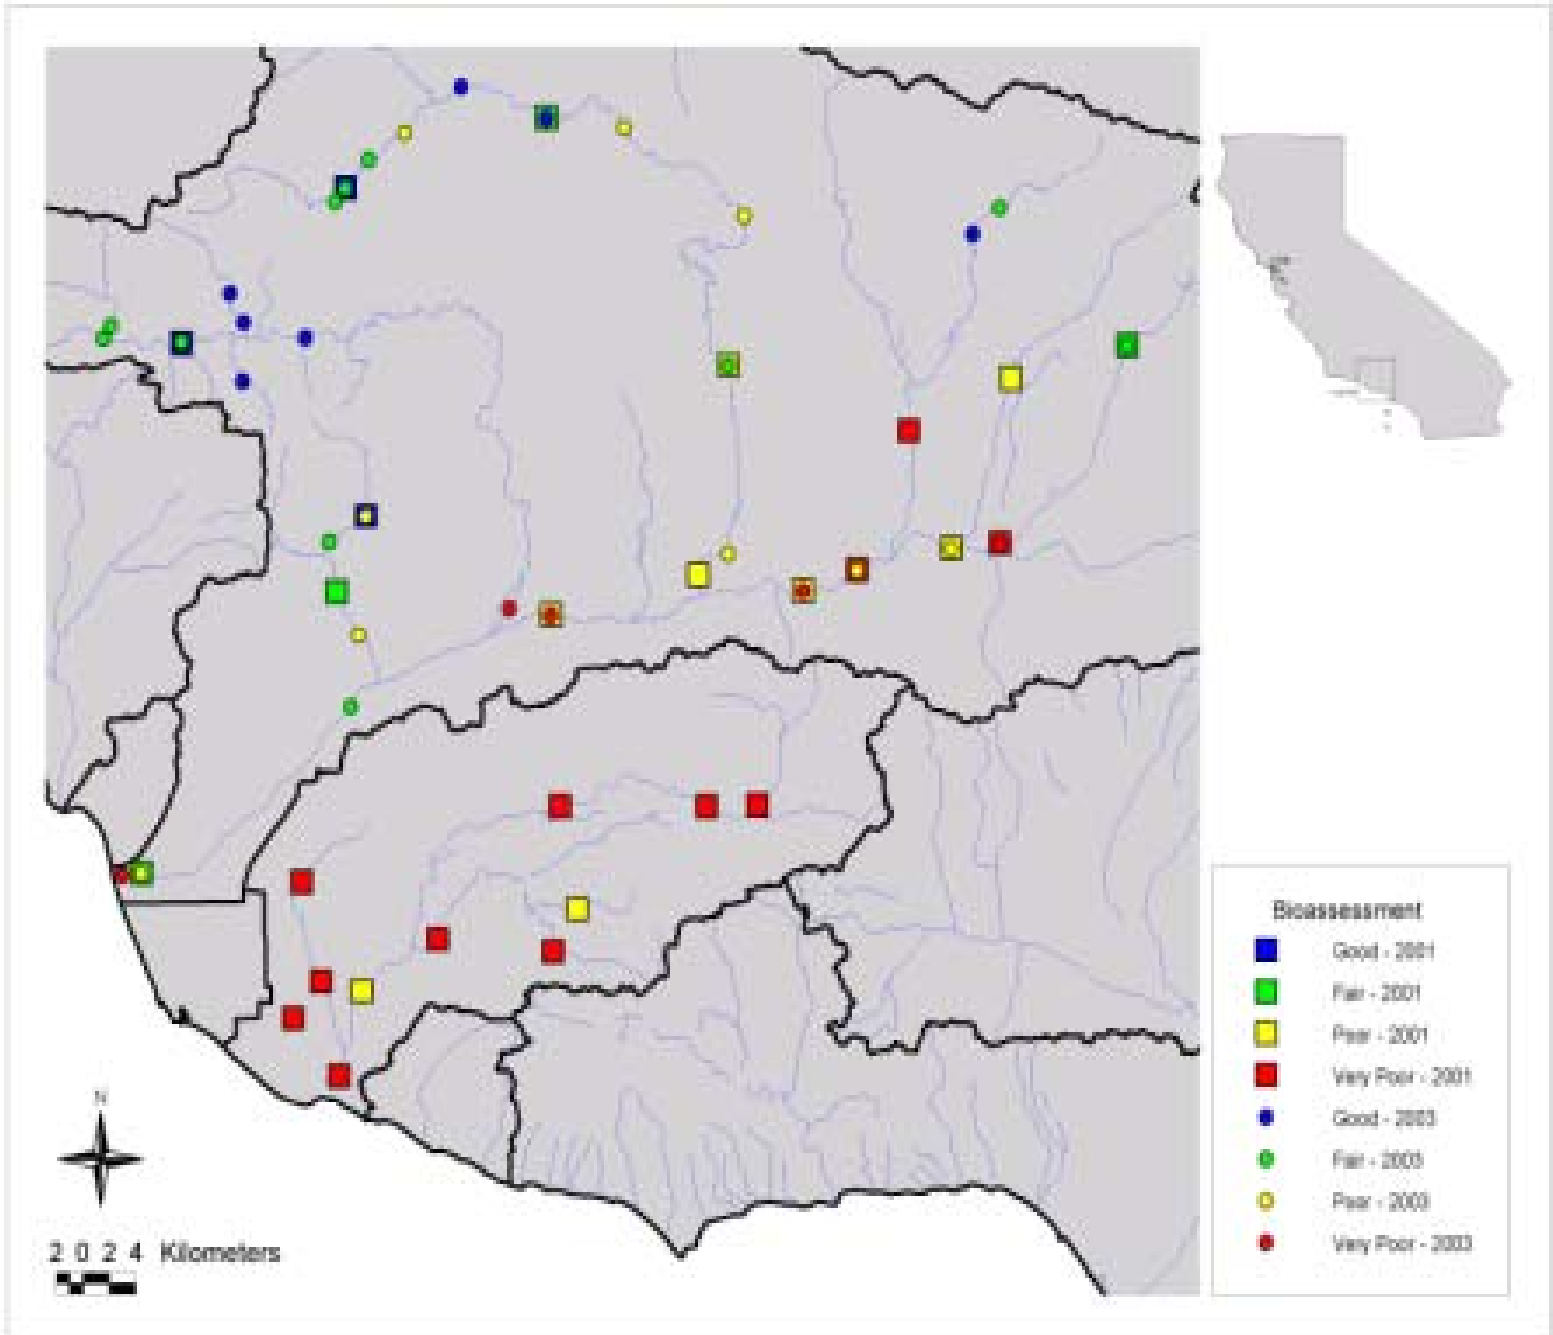 Bioassessment
Good - 2001
Fair - 2001
Poor - 2001
Very Poor - 2001
Good - 2003
Fair - 2003
Poor - 2003
Very Poor - 2003
N
2 0 2 4 Kilometers